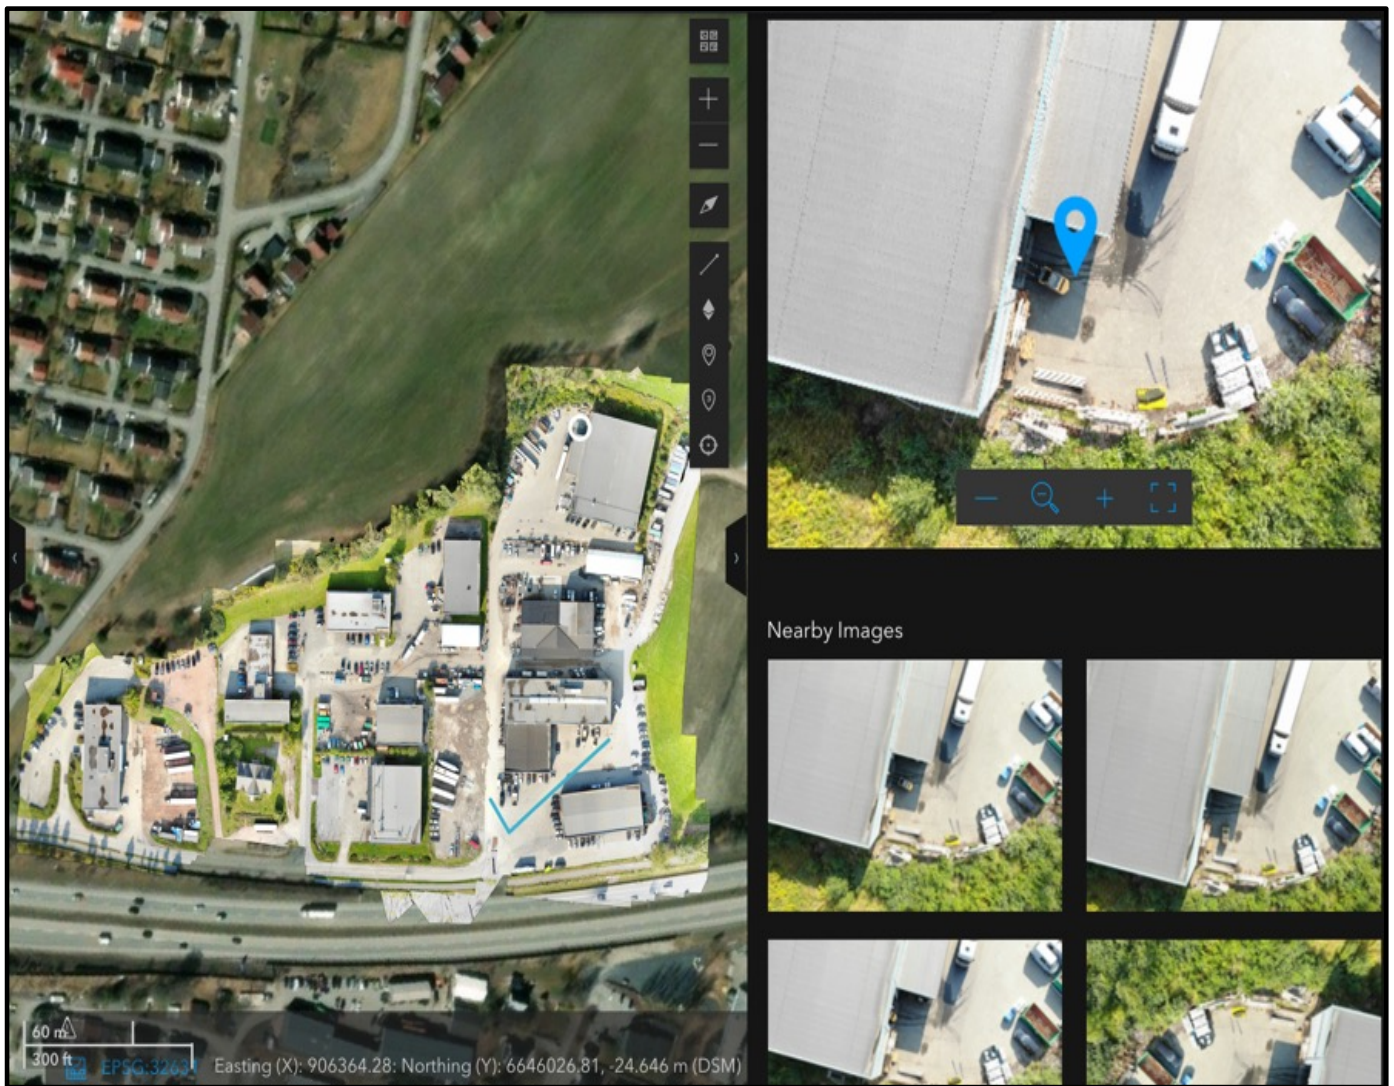 Nearby Images
60 m
300 ft
Easting (X): 906364.28: Northing (Y): 6646026.81, -24.646 m (DSM)